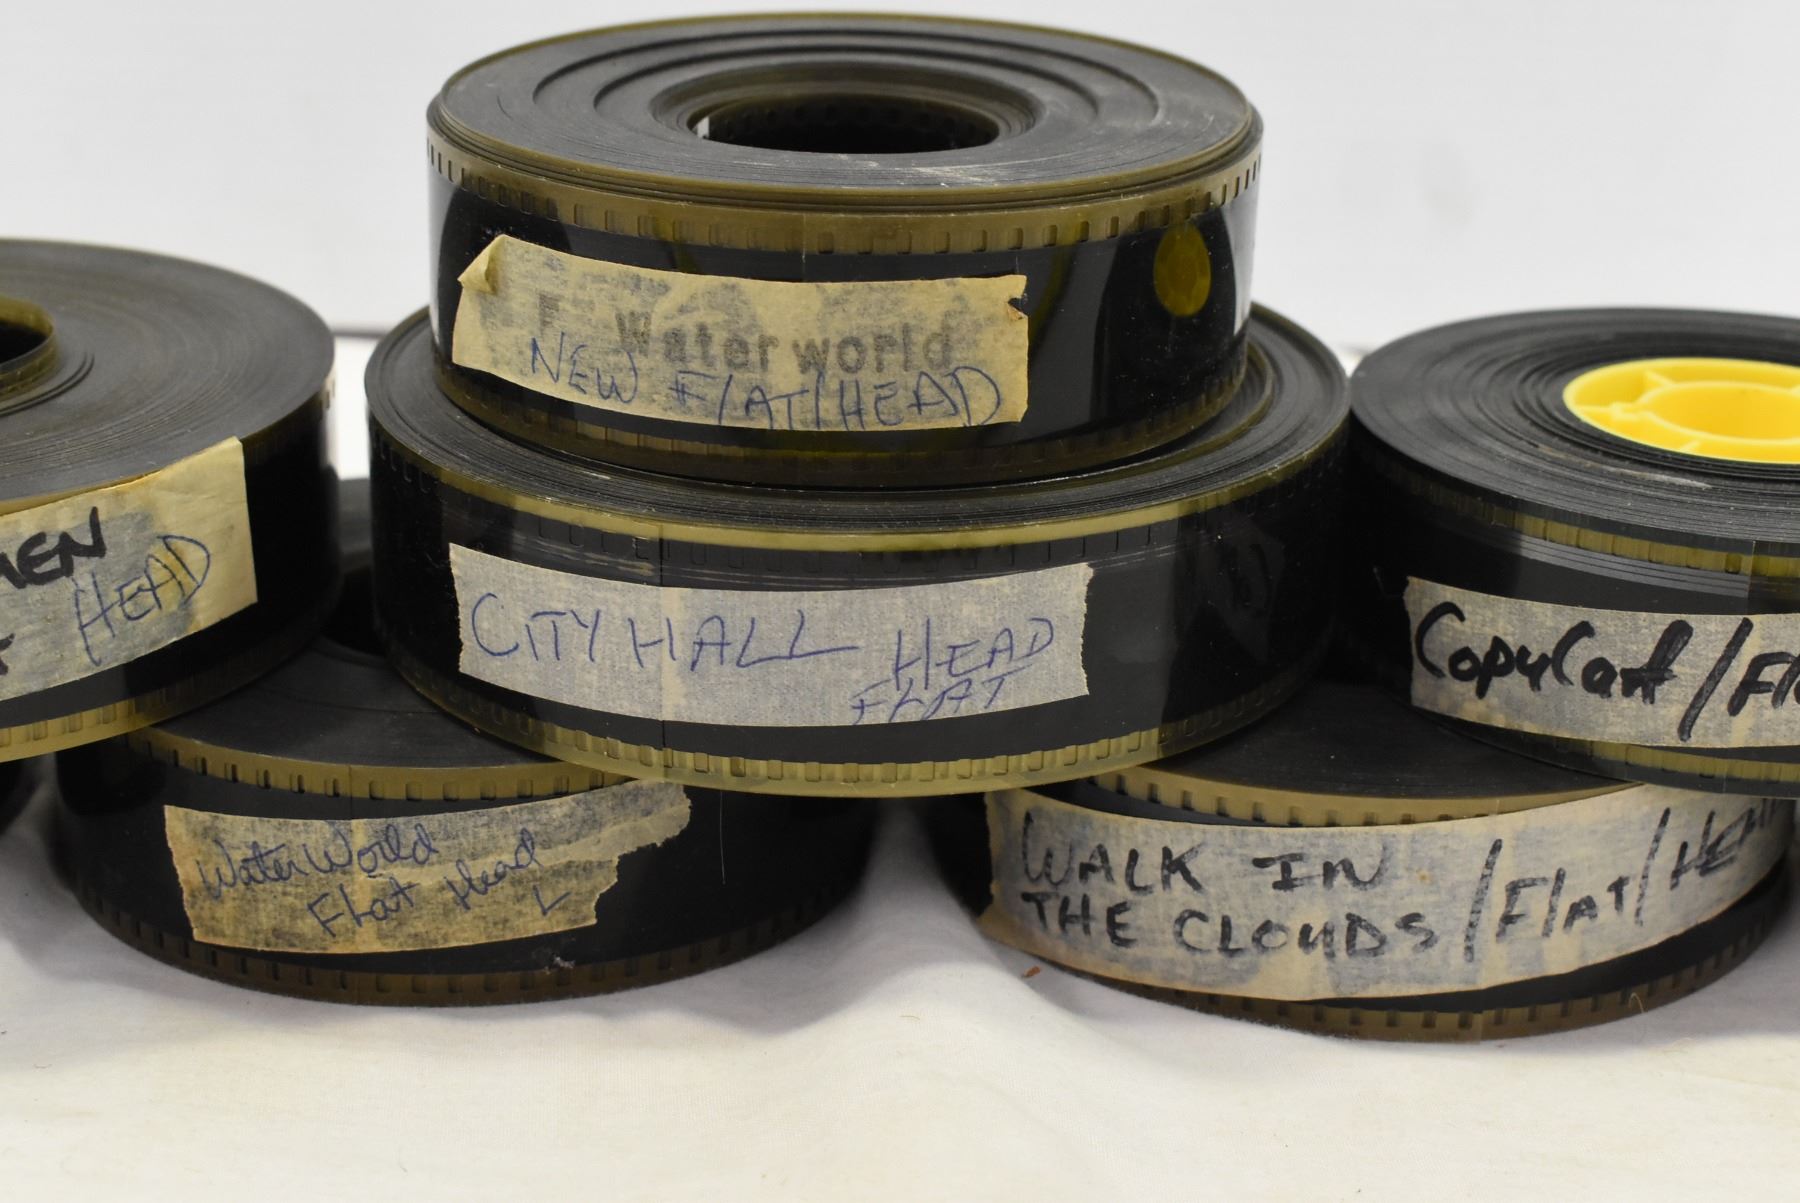 F Water world
NEW FLAT/HEAD
MEN
HEAD
CITY HALL HEAD
FLAT
CopyCat/Fla
WaterWorld
Flat Head
L
WALK IN
THE CLOUDS/FLAT/HEA